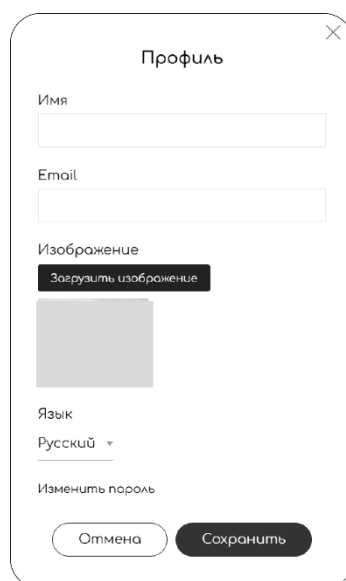 Профиль
Имя
Email
Изображение
Загрузить изображение
Язык
Русский
Изменить пароль
Отмена
Сохранить